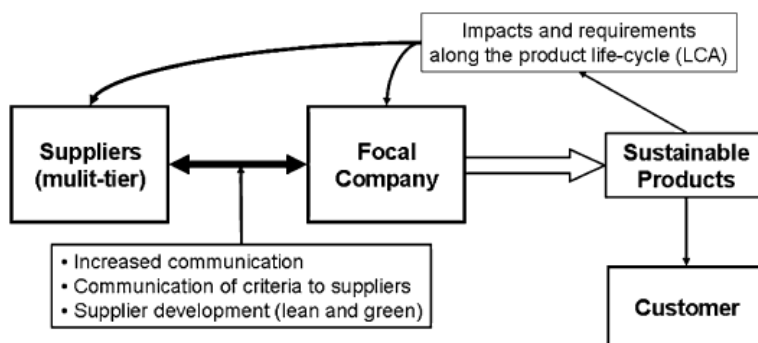 Impacts and requirements
along the product life-cycle (LCA)
Suppliers
(mulit-tier)
Focal
Company
Sustainable
Products
• Increased communication
• Communication of criteria to suppliers
• Supplier development (lean and green)
Customer